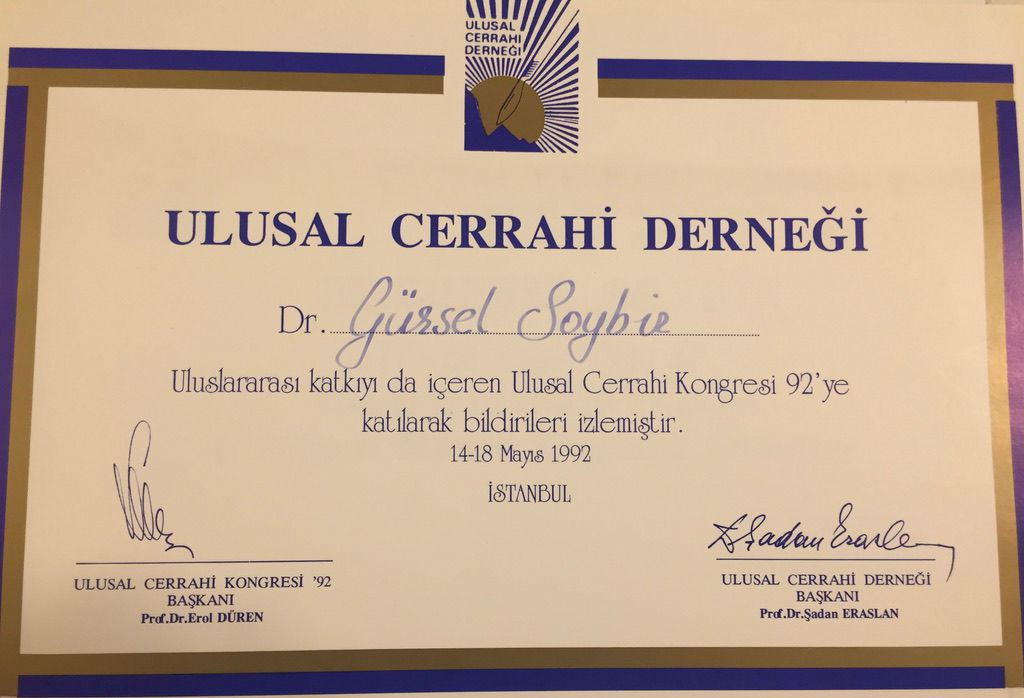 ULUSAL
CERRAHI
DERNEĞİ
ULUSAL CERRAHİ DERNEĞİ
Dr. Gürsel Soybir
Uluslararası katkıyı da içeren Ulusal Cerrahi Kongresi 92'ye
katılarak bildirileri izlemiştir.
14-18 Mayıs 1992
İSTANBUL
Şadan Eraslan
ULUSAL CERRAHİ KONGRESİ '92
BAŞKANI
Prof.Dr.Erol DÜREN
ULUSAL CERRAHİ DERNEĞİ
BAŞKANI
Prof.Dr.Şadan ERASLAN